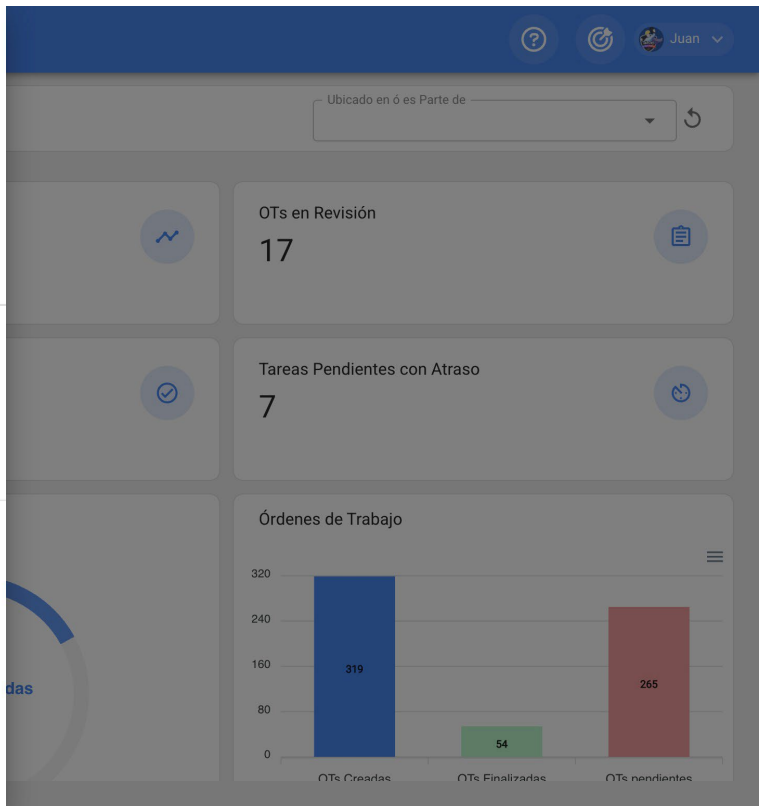 Juan
Ubicado en ó es Parte de
OTs en Revisión
17
Tareas Pendientes con Atraso
7
das
Órdenes de Trabajo
320
240
160
80
0
319
54
265
OTs Creadas
OTs Finalizadas
OTs pendientes